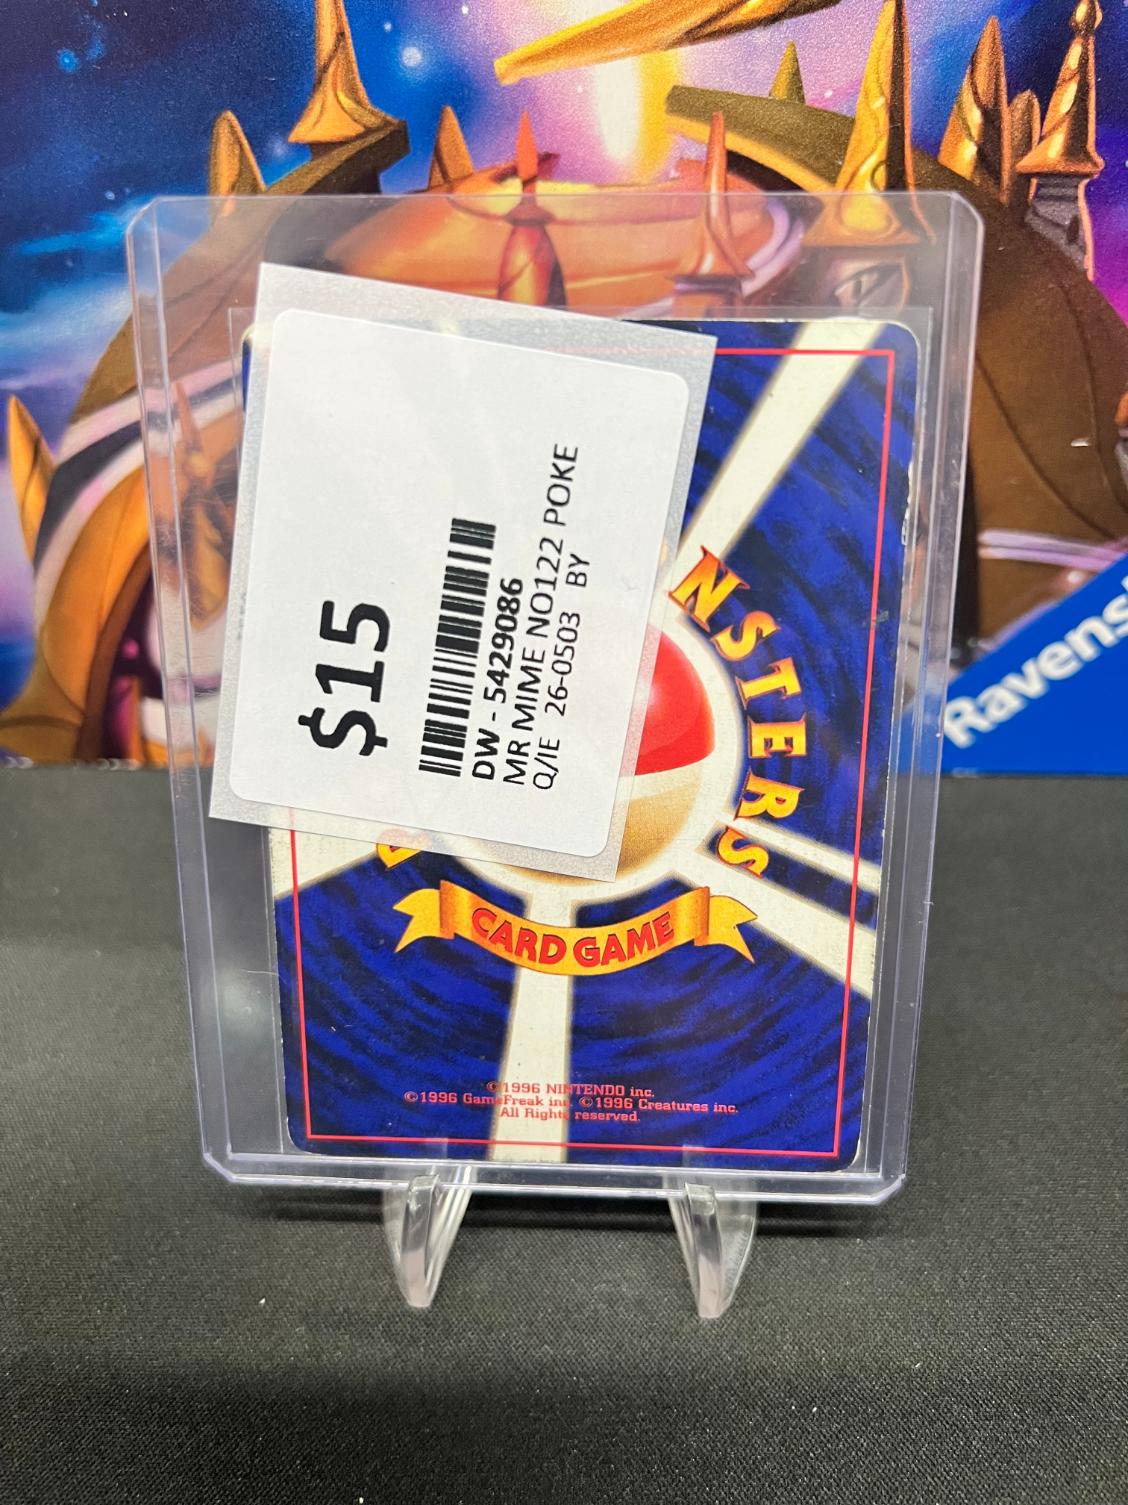 $15
DW - 5429086
MR MIME NO122 POKE
Q/IE 26-0503 BY
NSTERS
CARD GAME
©1996 NINTENDO inc.
©1996 GameFreak inc. ©1996 Creatures inc.
All Rights reserved.
Ravens